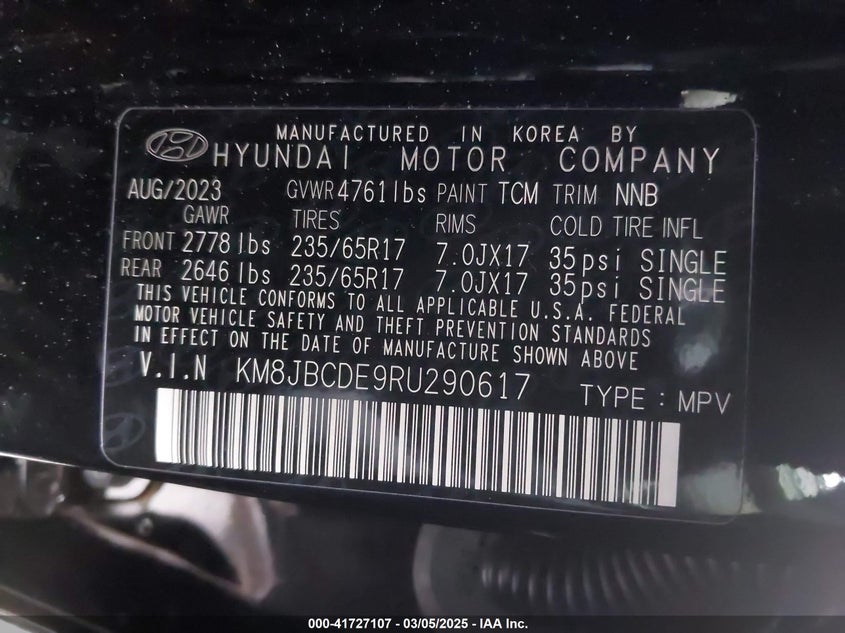 MANUFACTURED IN KOREA BY
HYUNDAI MOTOR COMPANY
AUG/2023 GVWR 4761lbs PAINT TCM TRIM NNB
GAWR TIRES RIMS COLD TIRE INFL
FRONT 2778lbs 235/65R17 7.0JX17 35psi SINGLE
REAR 2646lbs 235/65R17 7.0JX17 35psi SINGLE
THIS VEHICLE CONFORMS TO ALL APPLICABLE U.S.A. FEDERAL
MOTOR VEHICLE SAFETY AND THEFT PREVENTION STANDARDS
IN EFFECT ON THE DATE OF MANUFACTURE SHOWN ABOVE
V.I.N KM8JBCDE9RU290617 TYPE : MPV
000-41727107 - 03/05/2025 - IAA Inc.